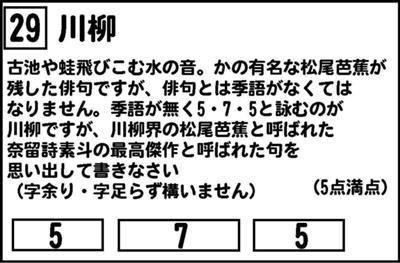 29 川柳
古池や蛙飛びこむ水の音。かの有名な松尾芭蕉が
残した俳句ですが、俳句とは季語がなくては
なりません。季語が無く5・7・5と詠むのが
川柳ですが、川柳界の松尾芭蕉と呼ばれた
奈留詩素斗の最高傑作と呼ばれた句を
思い出して書きなさい
（字余り・字足らず構いません） （5点満点）
5 7 5